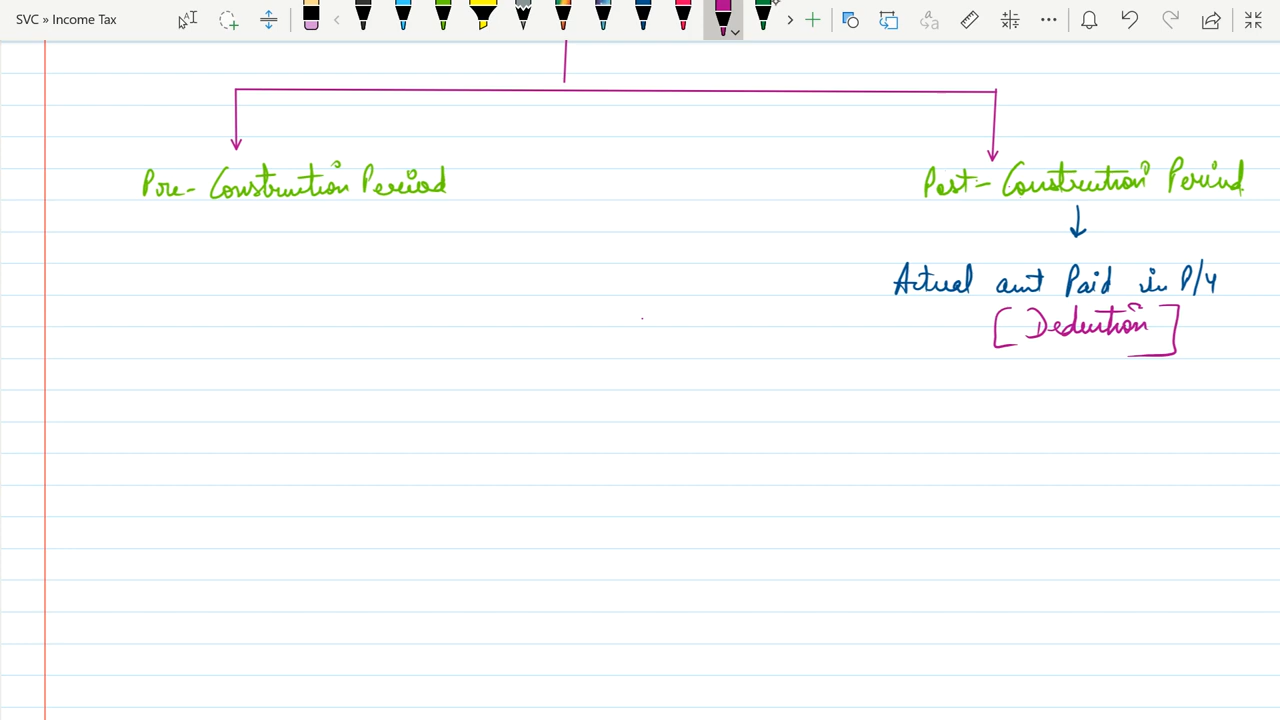 SVC » Income Tax
Pre-Construction Period
Post-Construction Period
Actual amt Paid in P/Y
[Deduction]